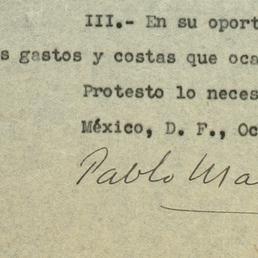 III.- En su oport
s gastos y costas que oca
Protesto lo neces
México, D. F., Oc
Pablo Ma